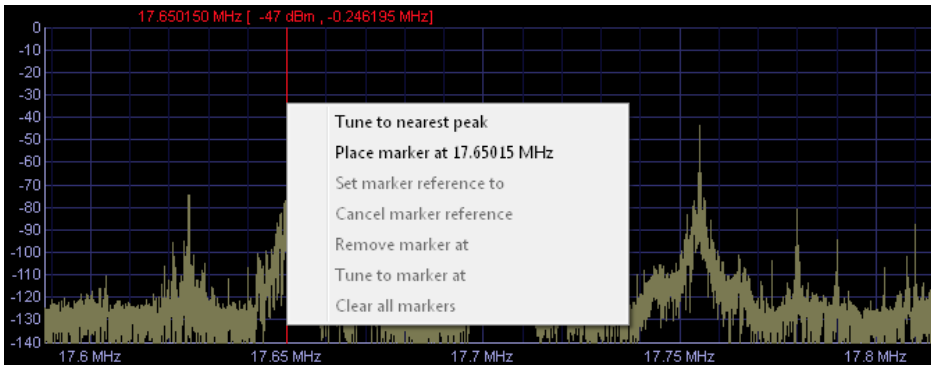 17.650150 MHz [ -47 dBm , -0.246195 MHz]
0
-10
-20
-30
-40
-50
-60
-70
-80
-90
-100
-110
-120
-130
-140
Tune to nearest peak
Place marker at 17.65015 MHz
Set marker reference to
Cancel marker reference
Remove marker at
Tune to marker at
Clear all markers
17.6 MHz 17.65 MHz 17.7 MHz 17.75 MHz 17.8 MHz